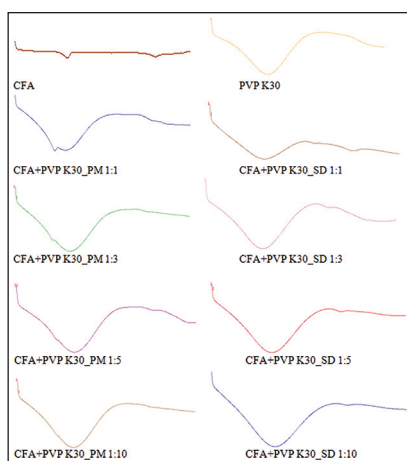 CFA
PVP K30
CFA+PVP K30_PM 1:1
CFA+PVP K30_SD 1:1
CFA+PVP K30_PM 1:3
CFA+PVP K30_SD 1:3
CFA+PVP K30_PM 1:5
CFA+PVP K30_SD 1:5
CFA+PVP K30_PM 1:10
CFA+PVP K30_SD 1:10